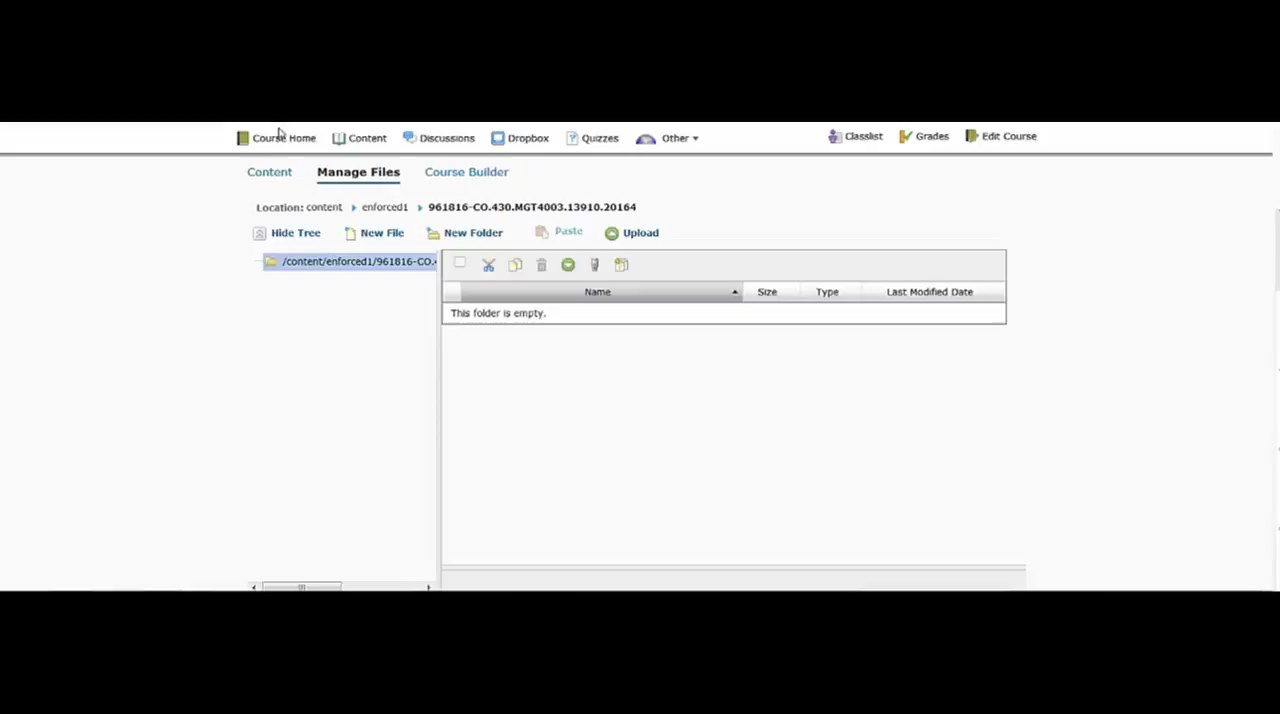 Course Home Content Discussions Dropbox Quizzes Other Classlist Grades Edit Course
Content Manage Files Course Builder
Location: content enforced1 961816-CO.430.MGT4003.13910.20164
Hide Tree New File New Folder Paste Upload
/content/enforced1/961816-CO.
Name Size Type Last Modified Date
This folder is empty.